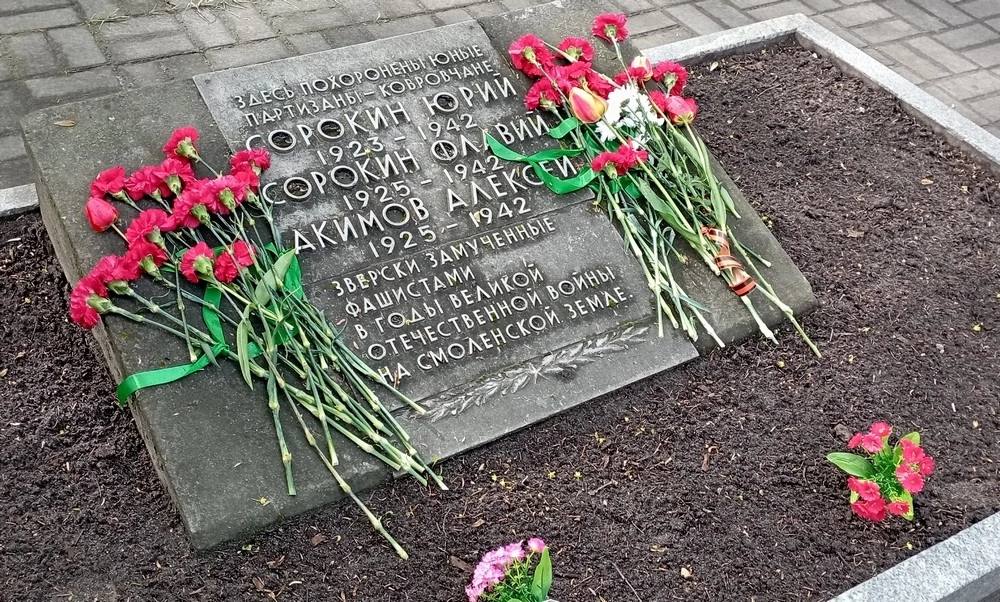 ЗДЕСЬ ПОХОРОНЕНЫ ЮНЫЕ
ПАРТИЗАНЫ – КОВРОВЧАНЕ –
СОРОКИН ЮРИЙ
1923 – 1942
СОРОКИН ОЛАВИЙ
1925 – 1942
АКИМОВ АЛЕКСЕЙ
1925 – 1942
ЗВЕРСКИ ЗАМУЧЕННЫЕ
ФАШИСТАМИ
В ГОДЫ ВЕЛИКОЙ
ОТЕЧЕСТВЕННОЙ ВОЙНЫ
НА СМОЛЕНСКОЙ ЗЕМЛЕ.